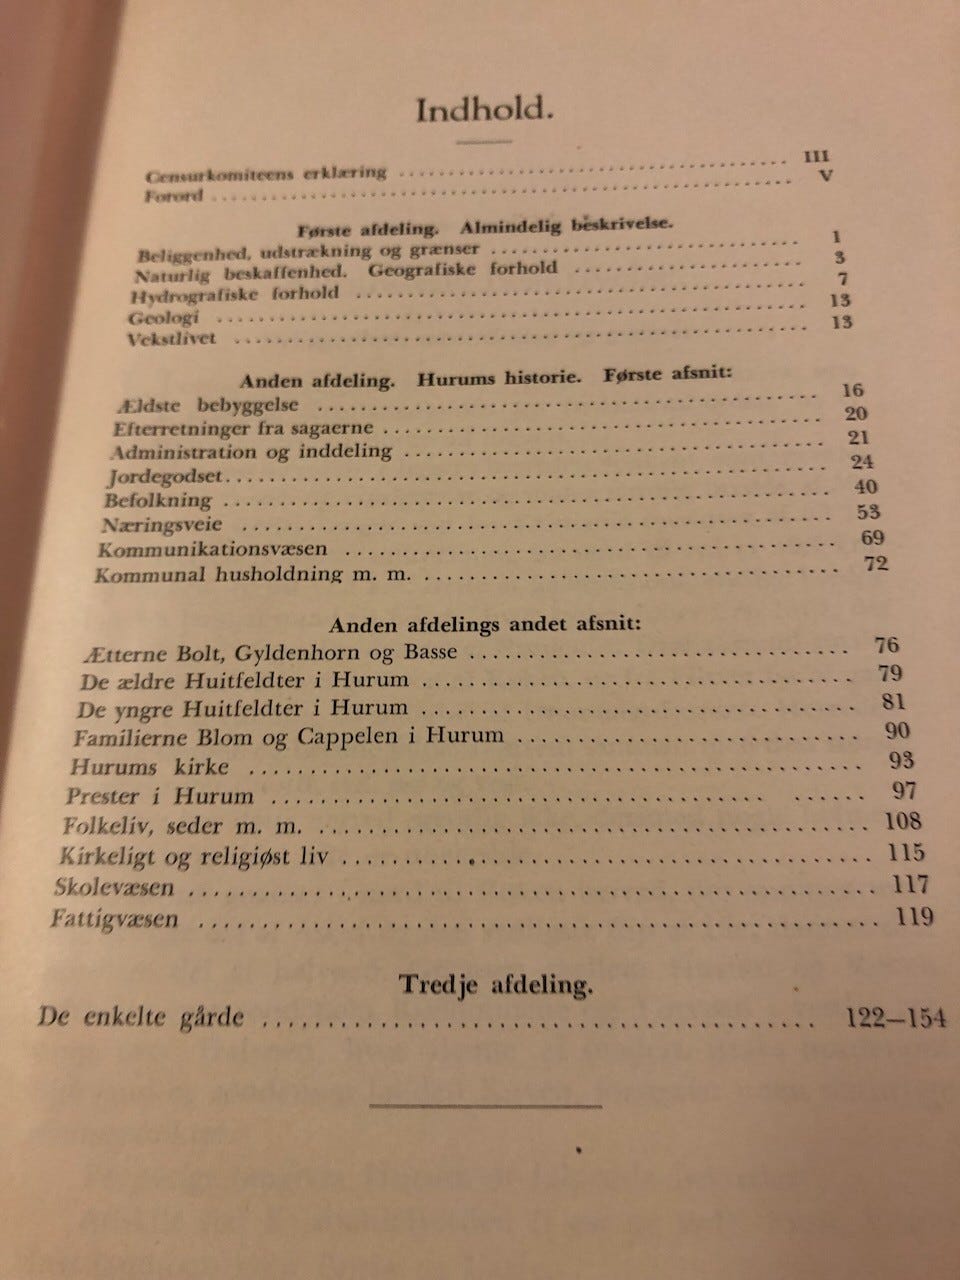 Indhold.
Censurkomiteens erklæring ........................................ III
Forord ........................................ V
Første afdeling. Almindelig beskrivelse.
Beliggenhed, udstrækning og grænser ........................................ 1
Naturlig beskaffenhed. Geografiske forhold ........................................ 3
Hydrografiske forhold ........................................ 7
Geologi ........................................ 13
Vekstlivet ........................................ 13
Anden afdeling. Hurums historie. Første afsnit:
Ældste bebyggelse ........................................ 16
Efterretninger fra sagaerne ........................................ 20
Administration og inddeling ........................................ 21
Jordegodset ........................................ 24
Befolkning ........................................ 40
Næringsveie ........................................ 53
Kommunikationsvæsen ........................................ 69
Kommunal husholdning m. m. ........................................ 72
Anden afdelings andet afsnit:
Ætterne Bolt, Gyldenhorn og Basse ........................................ 76
De ældre Huitfeldter i Hurum ........................................ 79
De yngre Huitfeldter i Hurum ........................................ 81
Familierne Blom og Cappelen i Hurum ........................................ 90
Hurums kirke ........................................ 93
Prester i Hurum ........................................ 97
Folkeliv, seder m. m. ........................................ 108
Kirkeligt og religiøst liv ........................................ 115
Skolevæsen ........................................ 117
Fattigvæsen ........................................ 119
Tredje afdeling.
De enkelte gårde ........................................ 122—154